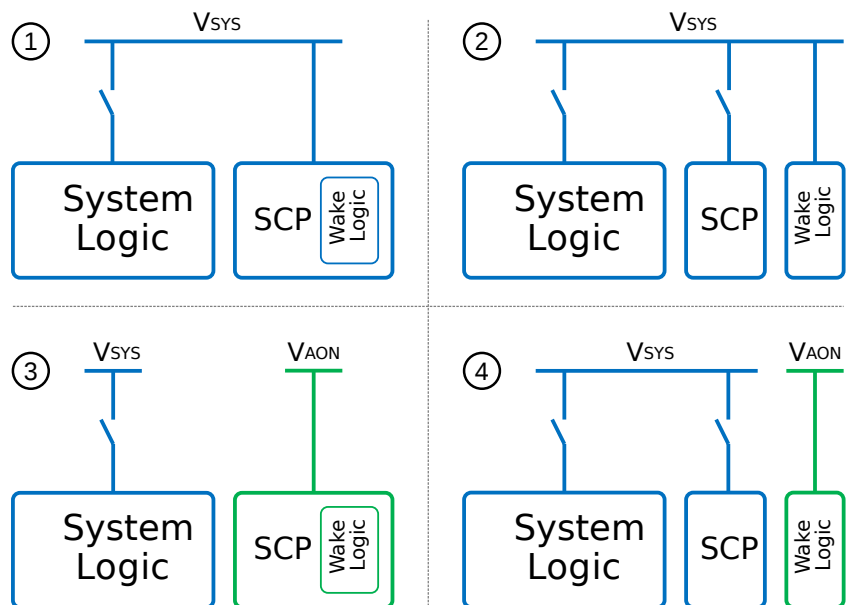 1
VSYS
System
Logic
SCP
Wake
Logic
2
VSYS
System
Logic
SCP
Wake
Logic
3
VSYS
VAON
System
Logic
SCP
Wake
Logic
4
VSYS
VAON
System
Logic
SCP
Wake
Logic